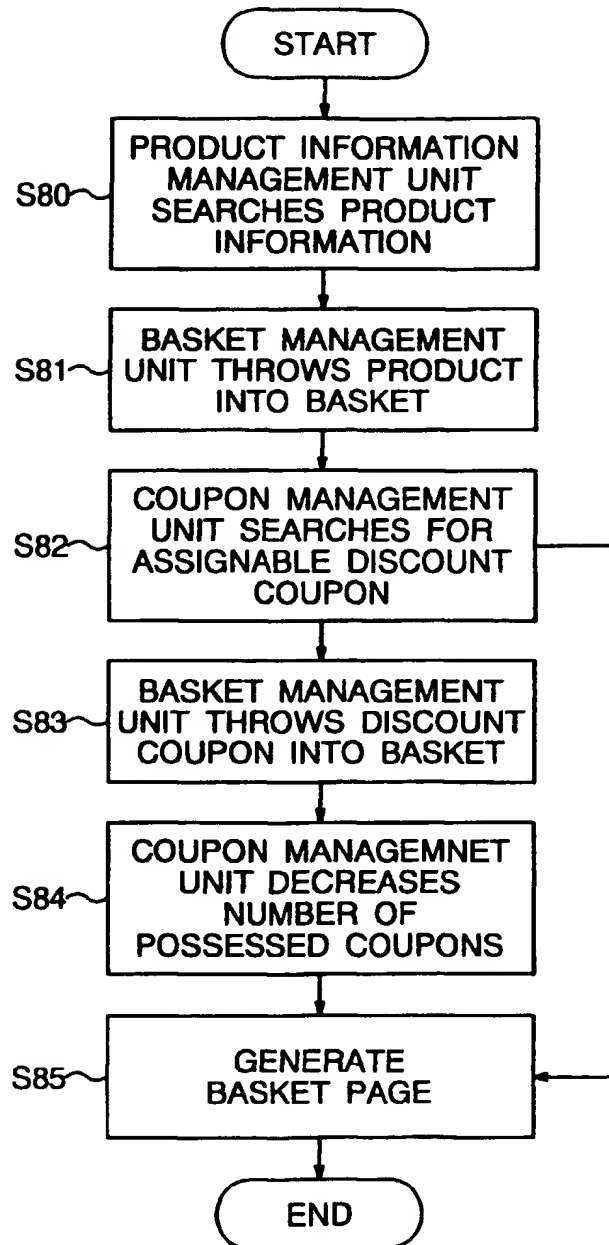 START
S80
PRODUCT INFORMATION
MANAGEMENT UNIT
SEARCHES PRODUCT
INFORMATION
S81
BASKET MANAGEMENT
UNIT THROWS PRODUCT
INTO BASKET
S82
COUPON MANAGEMENT
UNIT SEARCHES FOR
ASSIGNABLE DISCOUNT
COUPON
S83
BASKET MANAGEMENT
UNIT THROWS DISCOUNT
COUPON INTO BASKET
S84
COUPON MANAGEMNET
UNIT DECREASES
NUMBER OF
POSSESSED COUPONS
S85
GENERATE
BASKET PAGE
END